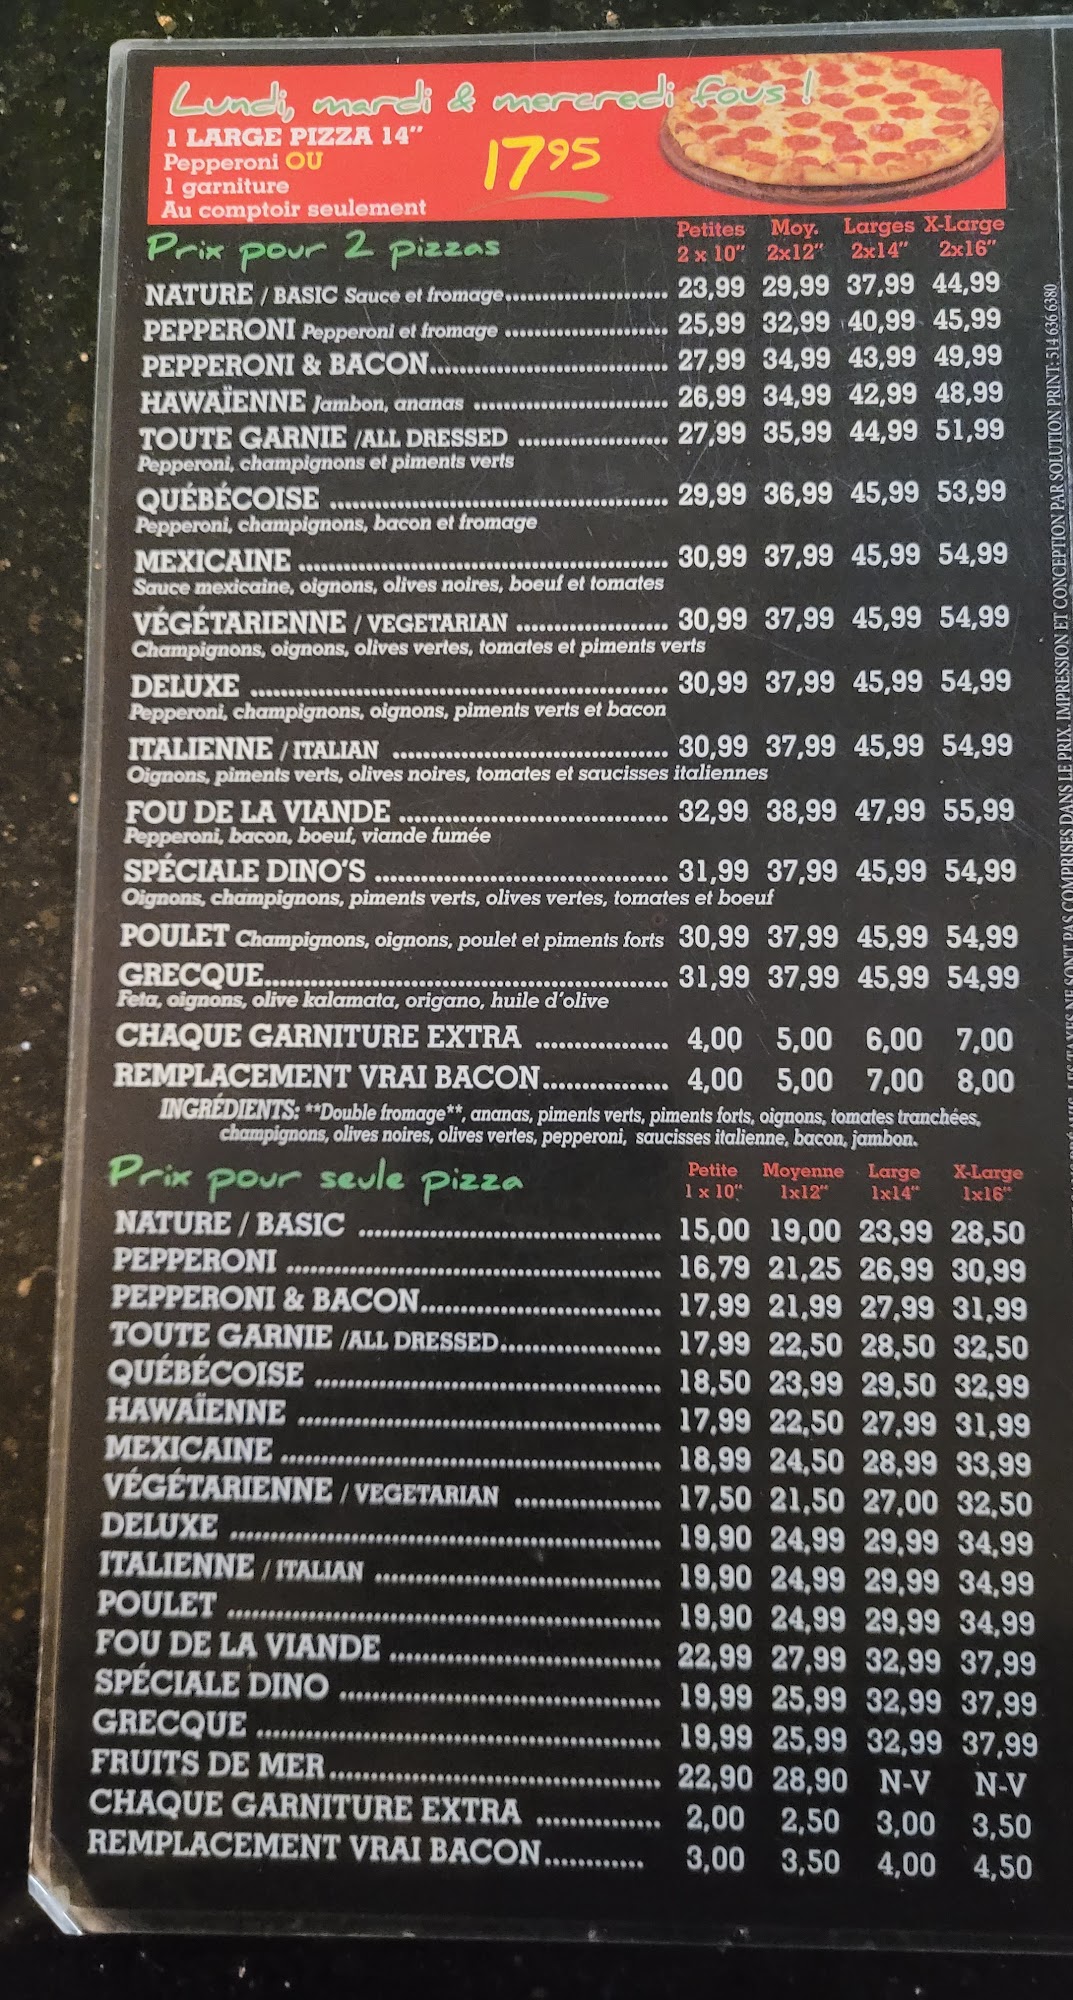 Lundi, mardi & mercredi fous !
1 LARGE PIZZA 14"
Pepperoni OU
1 garniture
Au comptoir seulement
17 95
Prix pour 2 pizzas
Petites Moy. Larges X-Large
2 x 10" 2x12" 2x14" 2x16"
NATURE / BASIC Sauce et fromage 23,99 29,99 37,99 44,99
PEPPERONI Pepperoni et fromage 25,99 32,99 40,99 45,99
PEPPERONI & BACON 27,99 34,99 43,99 49,99
HAWAÏENNE Jambon, ananas 26,99 34,99 42,99 48,99
TOUTE GARNIE /ALL DRESSED 27,99 35,99 44,99 51,99
Pepperoni, champignons et piments verts
QUÉBÉCOISE 29,99 36,99 45,99 53,99
Pepperoni, champignons, bacon et fromage
MEXICAINE 30,99 37,99 45,99 54,99
Sauce mexicaine, oignons, olives noires, boeuf et tomates
VÉGÉTARIENNE / VEGETARIAN 30,99 37,99 45,99 54,99
Champignons, oignons, olives vertes, tomates et piments verts
DELUXE 30,99 37,99 45,99 54,99
Pepperoni, champignons, oignons, piments verts et bacon
ITALIENNE / ITALIAN 30,99 37,99 45,99 54,99
Oignons, piments verts, olives noires, tomates et saucisses italiennes
FOU DE LA VIANDE 32,99 38,99 47,99 55,99
Pepperoni, bacon, boeuf, viande fumée
SPÉCIALE DINO'S 31,99 37,99 45,99 54,99
Oignons, champignons, piments verts, olives vertes, tomates et boeuf
POULET Champignons, oignons, poulet et piments forts 30,99 37,99 45,99 54,99
GRECQUE 31,99 37,99 45,99 54,99
Feta, oignons, olive kalamata, origano, huile d'olive
CHAQUE GARNITURE EXTRA 4,00 5,00 6,00 7,00
REMPLACEMENT VRAI BACON 4,00 5,00 7,00 8,00
INGRÉDIENTS: **Double fromage**, ananas, piments verts, piments forts, oignons, tomates tranchées,
champignons, olives noires, olives vertes, pepperoni, saucisses italienne, bacon, jambon.
Prix pour seule pizza
Petite Moyenne Large X-Large
1 x 10" 1x12" 1x14" 1x16"
NATURE / BASIC 15,00 19,00 23,99 28,50
PEPPERONI 16,79 21,25 26,99 30,99
PEPPERONI & BACON 17,99 21,99 27,99 31,99
TOUTE GARNIE /ALL DRESSED 17,99 22,50 28,50 32,50
QUÉBÉCOISE 18,50 23,99 29,50 32,99
HAWAÏENNE 17,99 22,50 27,99 31,99
MEXICAINE 18,99 24,50 28,99 33,99
VÉGÉTARIENNE / VEGETARIAN 17,50 21,50 27,00 32,50
DELUXE 19,90 24,99 29,99 34,99
ITALIENNE / ITALIAN 19,90 24,99 29,99 34,99
POULET 19,90 24,99 29,99 34,99
FOU DE LA VIANDE 22,99 27,99 32,99 37,99
SPÉCIALE DINO 19,99 25,99 32,99 37,99
GRECQUE 19,99 25,99 32,99 37,99
FRUITS DE MER 22,90 28,90 N-V N-V
CHAQUE GARNITURE EXTRA 2,00 2,50 3,00 3,50
REMPLACEMENT VRAI BACON 3,00 3,50 4,00 4,50
LES TAXES NE SONT PAS COMPRISES DANS LE PRIX. IMPRESSION ET CONCEPTION PAR SOLUTION PRINT: 514 636 6380